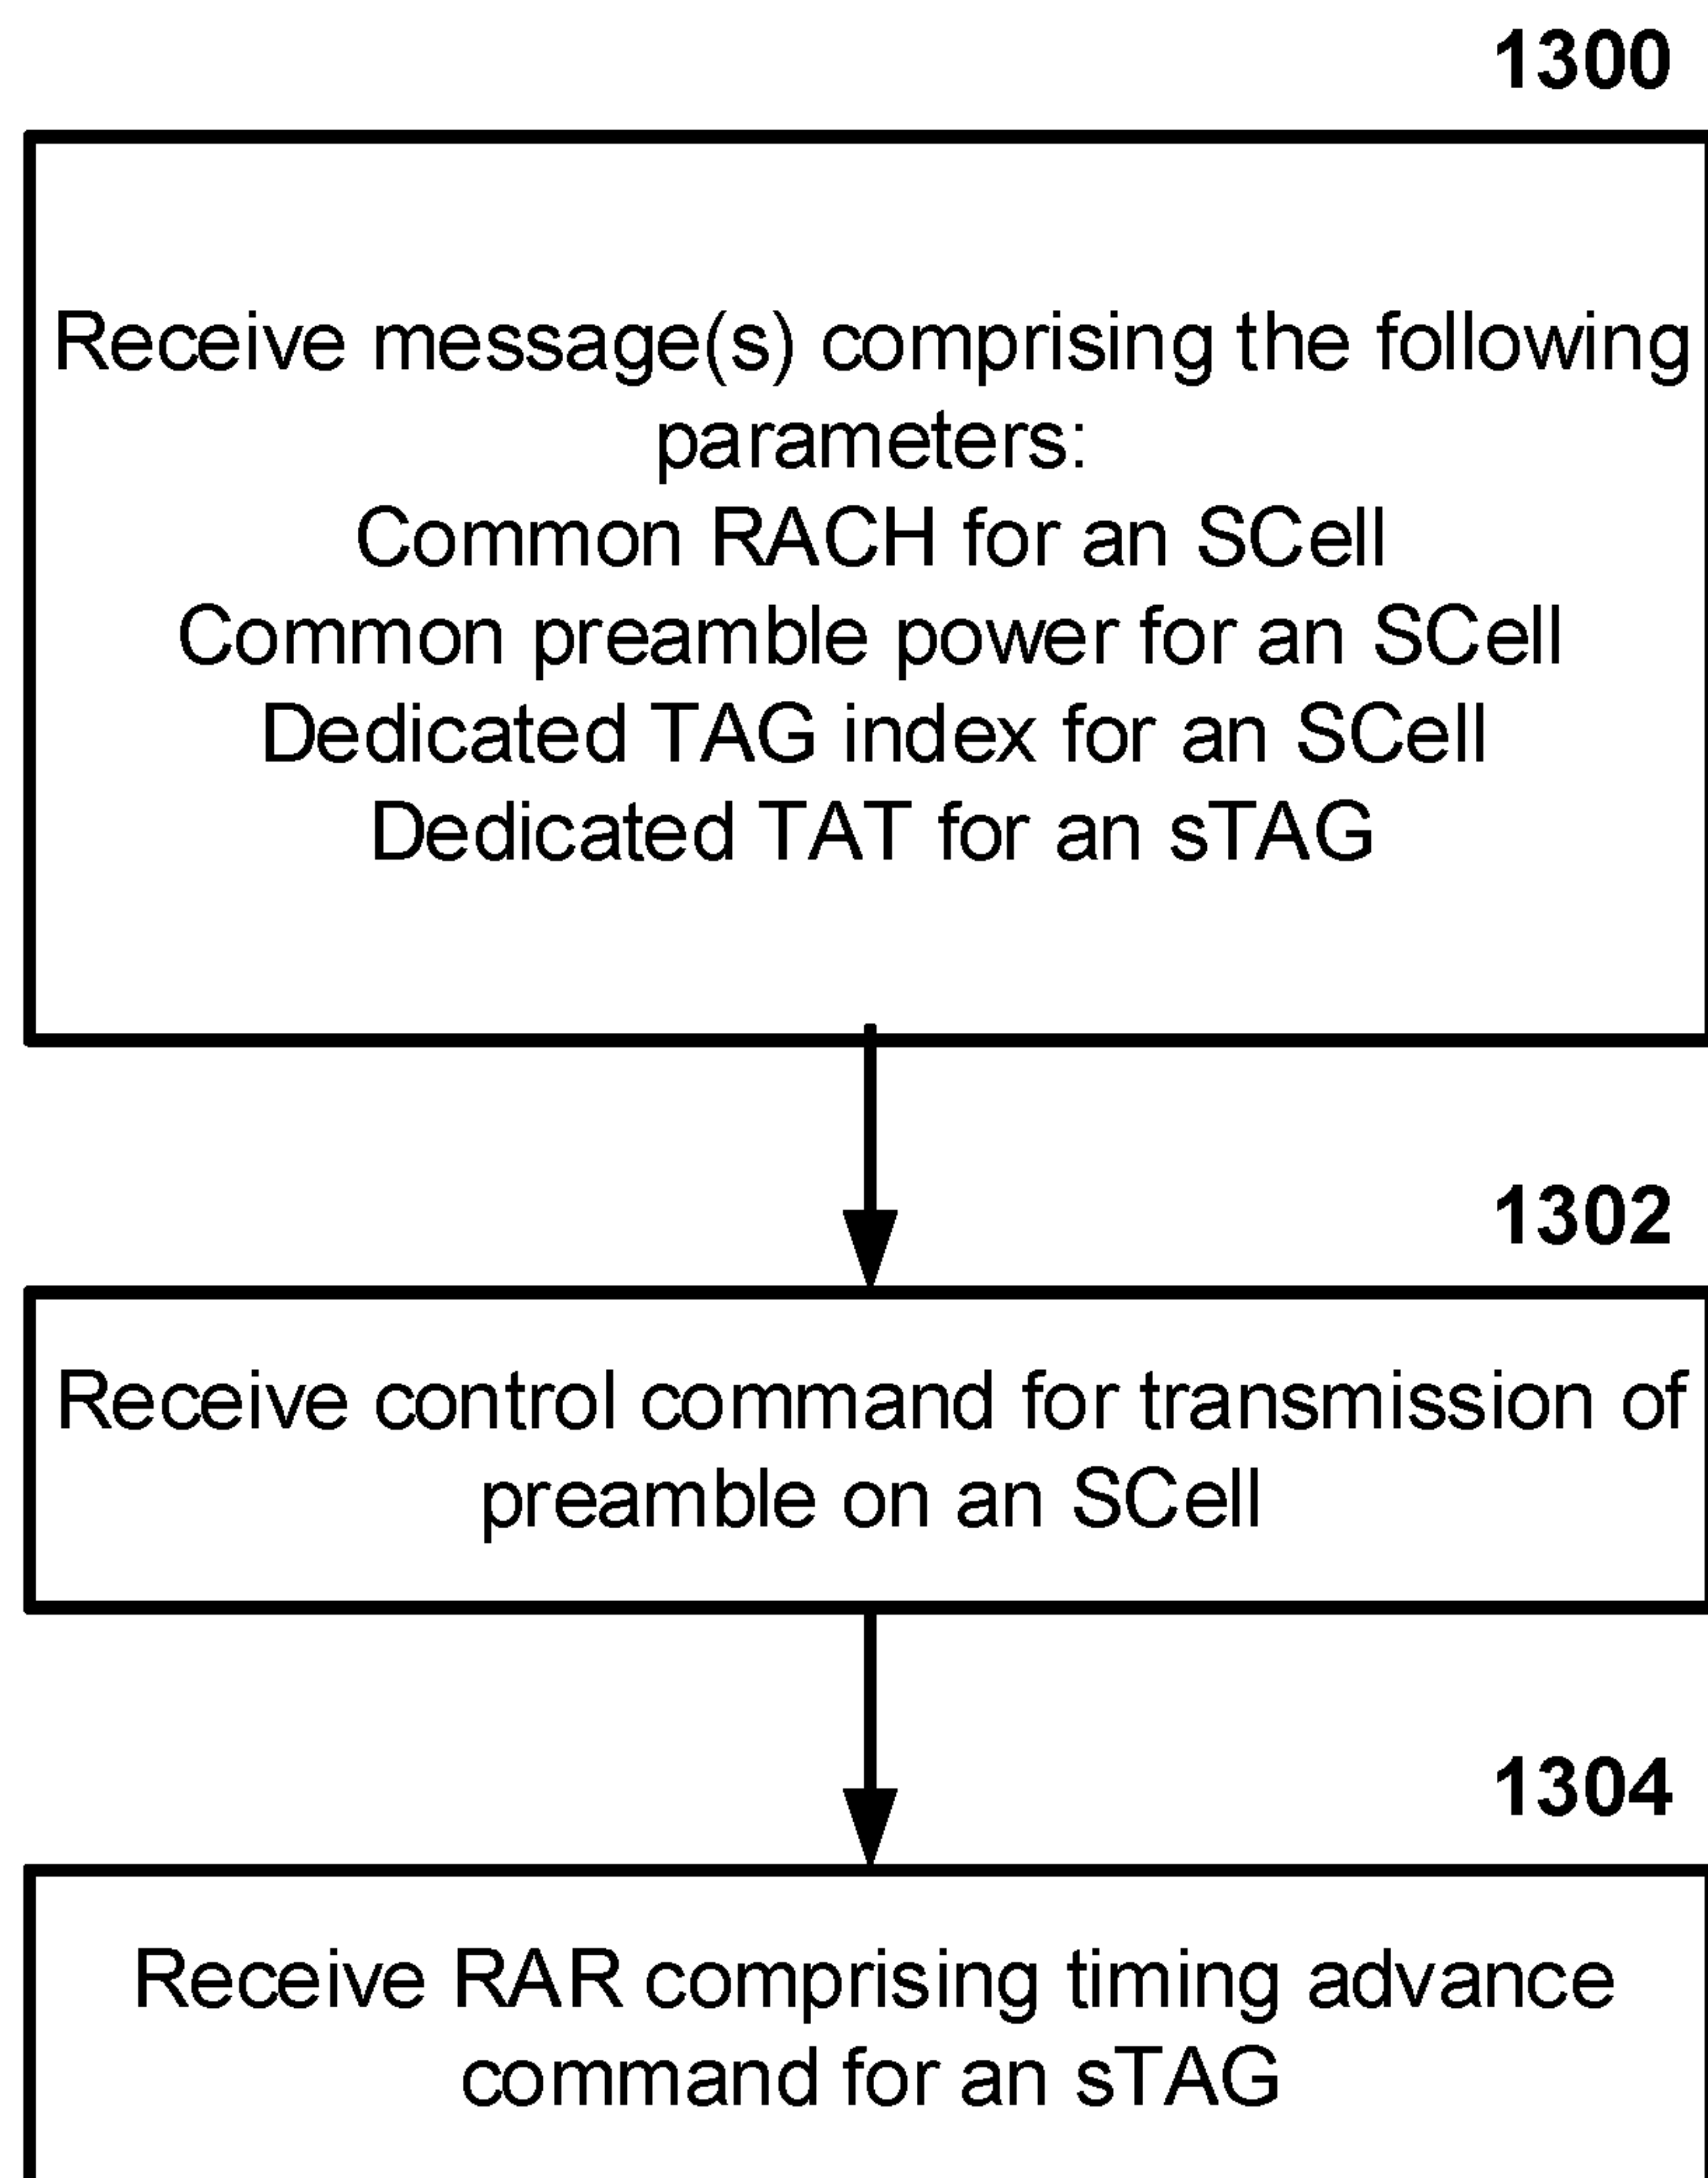 1300
Receive message(s) comprising the following
parameters:
Common RACH for an SCell
Common preamble power for an SCell
Dedicated TAG index for an SCell
Dedicated TAT for an sTAG
1302
Receive control command for transmission of
preamble on an SCell
1304
Receive RAR comprising timing advance
command for an sTAG